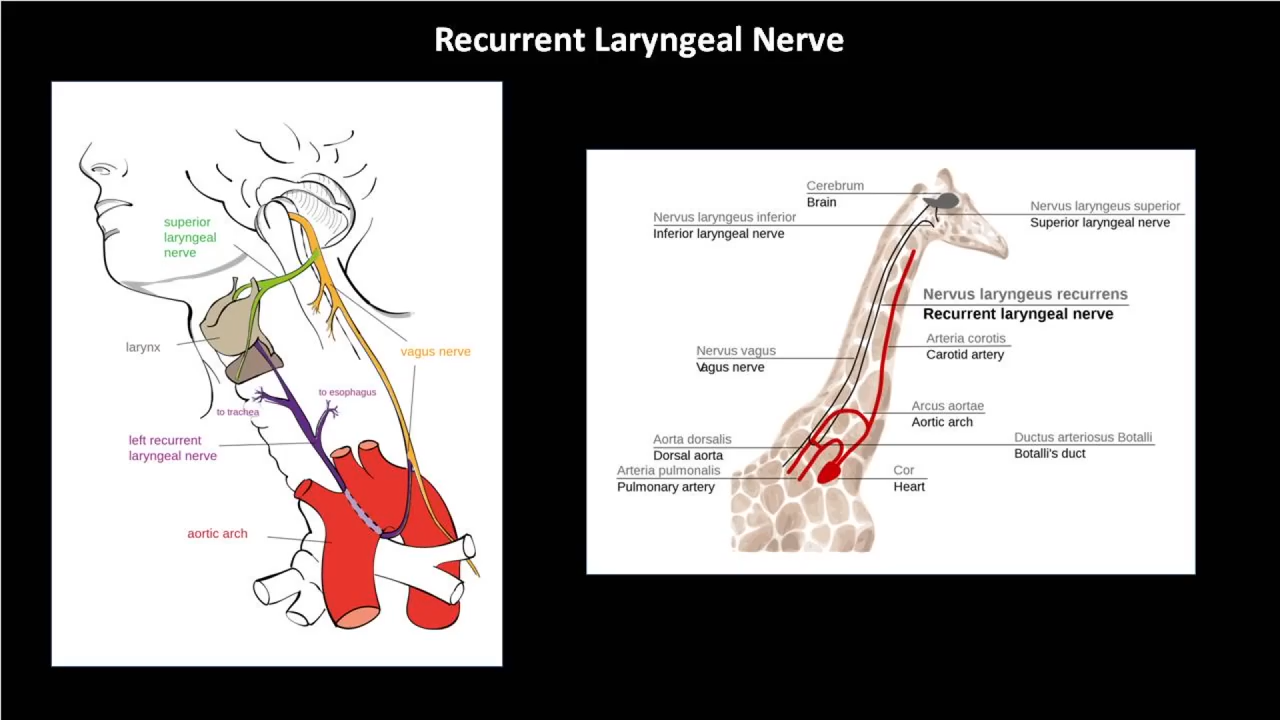 Recurrent Laryngeal Nerve
superior
laryngeal
nerve
larynx
vagus nerve
to esophagus
to trachea
left recurrent
laryngeal nerve
aortic arch
Cerebrum
Brain
Nervus laryngeus superior
Superior laryngeal nerve
Nervus laryngeus inferior
Inferior laryngeal nerve
Nervus laryngeus recurrens
Recurrent laryngeal nerve
Arteria corotis
Carotid artery
Nervus vagus
Vagus nerve
Arcus aortae
Aortic arch
Aorta dorsalis
Dorsal aorta
Ductus arteriosus Botalli
Botalli's duct
Arteria pulmonalis
Pulmonary artery
Cor
Heart